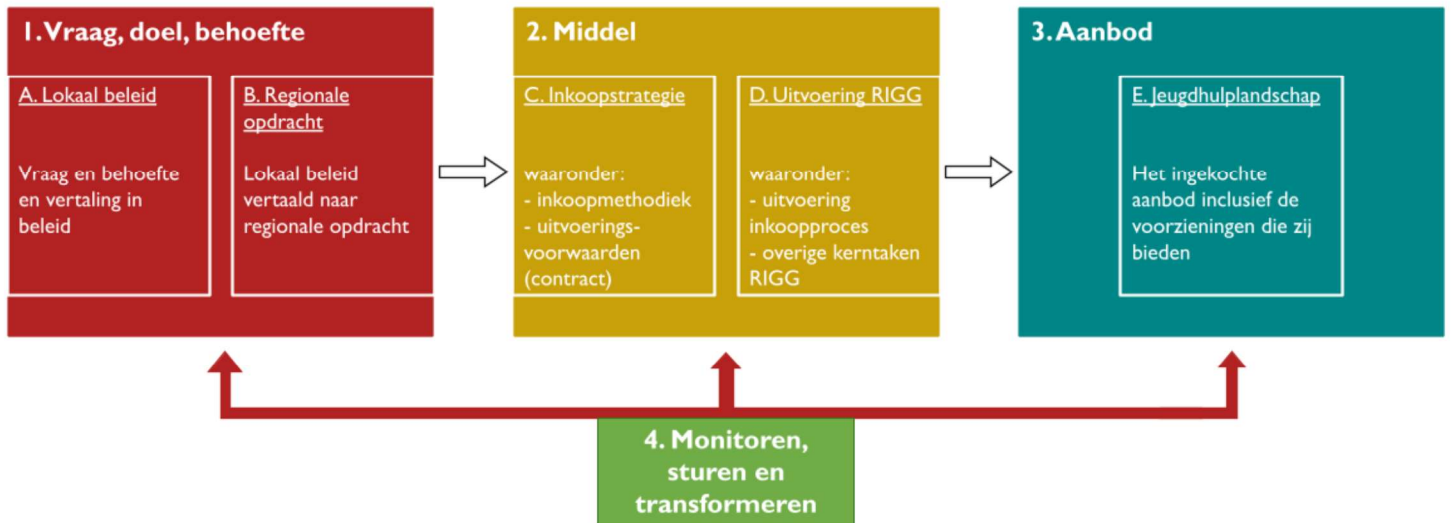 1. Vraag, doel, behoefte
A. Lokaal beleid
Vraag en behoefte
en vertaling in
beleid
B. Regionale
opdracht
Lokaal beleid
vertaald naar
regionale opdracht
2. Middel
C. Inkoopstrategie
waaronder:
- inkoopmethodiek
- uitvoerings-
voorwaarden
(contract)
D. Uitvoering RIGG
waaronder:
- uitvoering
inkoopproces
- overige kerntaken
RIGG
3. Aanbod
E. Jeugdhulplandschap
Het ingekochte
aanbod inclusief de
voorzieningen die zij
bieden
4. Monitoren,
sturen en
transformeren